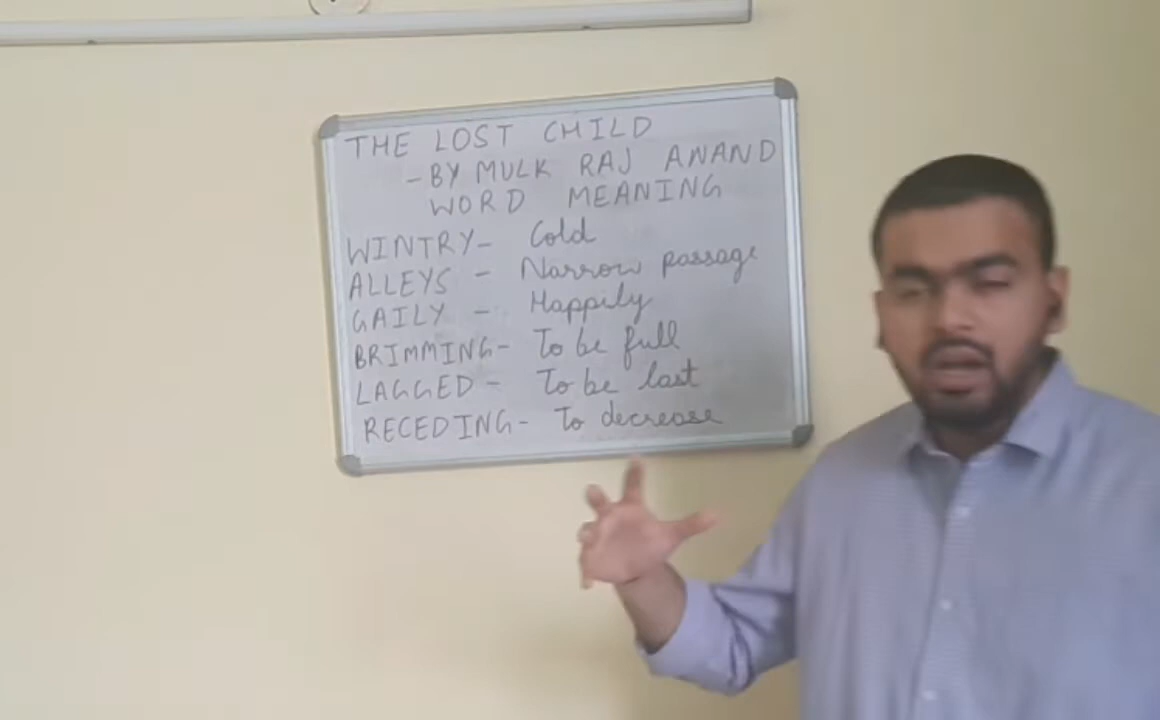 THE LOST CHILD
-BY MULK RAJ ANAND
WORD MEANING
WINTRY- Cold
ALLEYS - Narrow passage
GAILY - Happily
BRIMMING- To be full
LAGGED - To be last
RECEDING- To decrease